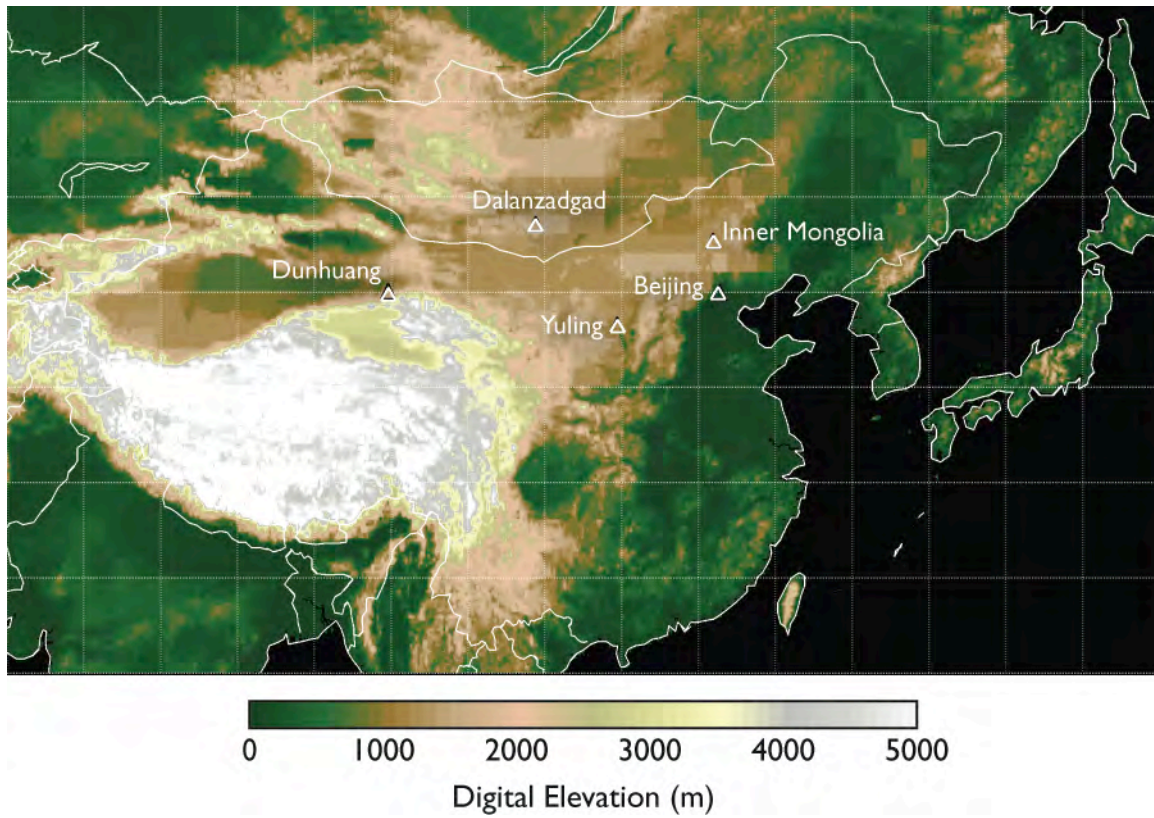 Dalanzadgad
Inner Mongolia
Dunhuang
Beijing
Yuling
0 1000 2000 3000 4000 5000
Digital Elevation (m)